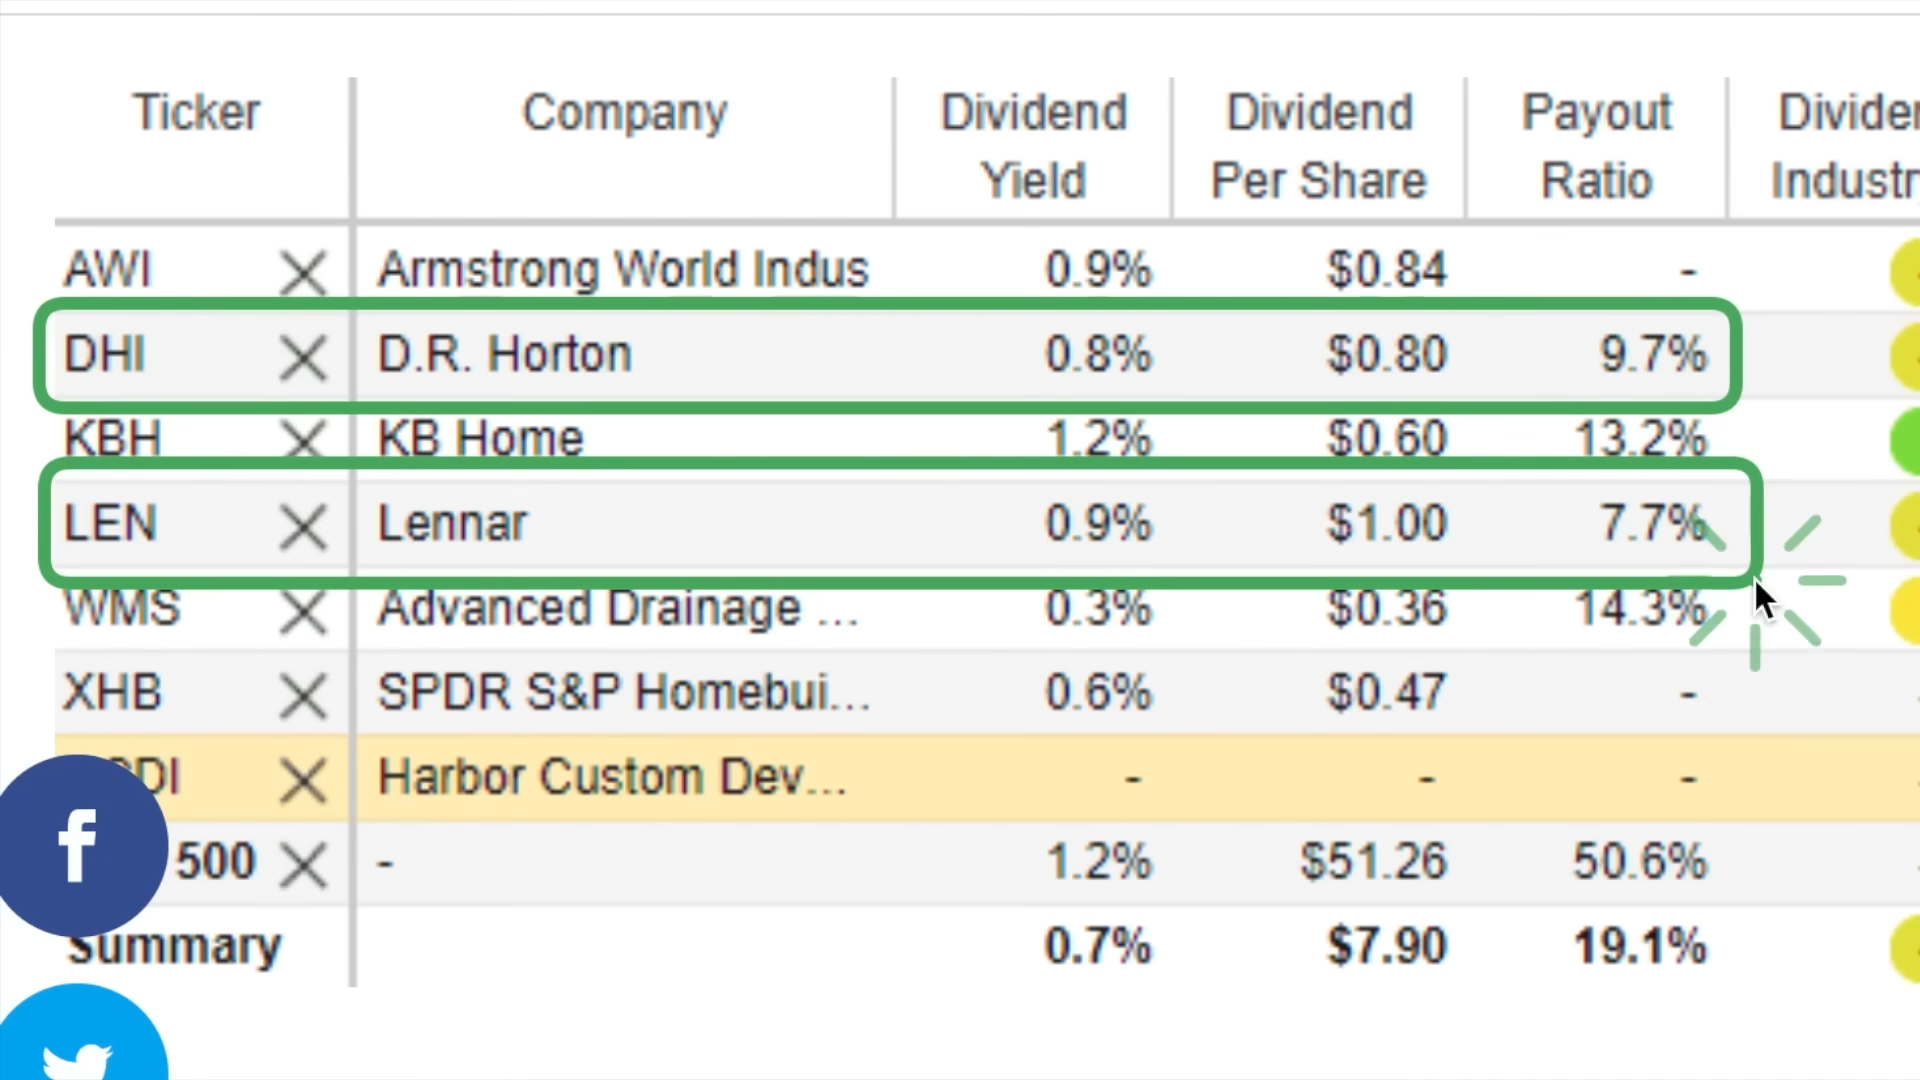 Ticker Company Dividend Yield Dividend Per Share Payout Ratio
AWI Armstrong World Indus 0.9% $0.84 -
DHI D.R. Horton 0.8% $0.80 9.7%
KBH KB Home 1.2% $0.60 13.2%
LEN Lennar 0.9% $1.00 7.7%
WMS Advanced Drainage ... 0.3% $0.36 14.3%
XHB SPDR S&P Homebui... 0.6% $0.47 -
Harbor Custom Dev... - - -
500 - 1.2% $51.26 50.6%
Summary 0.7% $7.90 19.1%